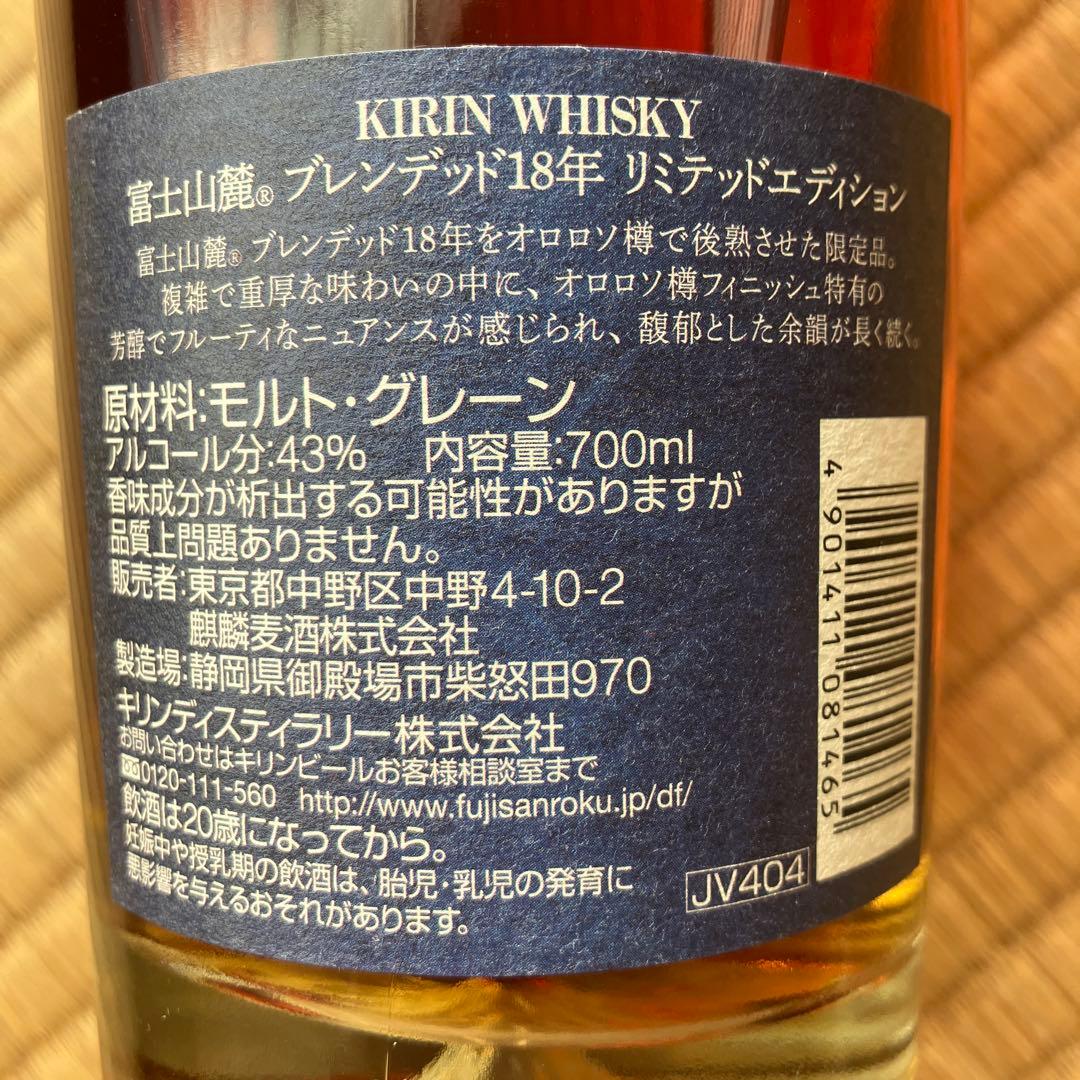 KIRIN WHISKY
富士山麓® ブレンデッド18年 リミテッドエディション
富士山麓® ブレンデッド18年をオロロソ樽で後熟させた限定品。
複雑で重厚な味わいの中に、オロロソ樽フィニッシュ特有の
芳醇でフルーティなニュアンスが感じられ、馥郁とした余韻が長く続く。
原材料:モルト・グレーン
アルコール分:43% 内容量:700ml
香味成分が析出する可能性がありますが
品質上問題ありません。
販売者:東京都中野区中野4-10-2
麒麟麦酒株式会社
製造場:静岡県御殿場市柴怒田970
キリンディスティラリー株式会社
お問い合わせはキリンビールお客様相談室まで
0120-111-560 http://www.fujisanroku.jp/df/
飲酒は20歳になってから。
妊娠中や授乳期の飲酒は、胎児・乳児の発育に
悪影響を与えるおそれがあります。
JV404
4 901411 081465